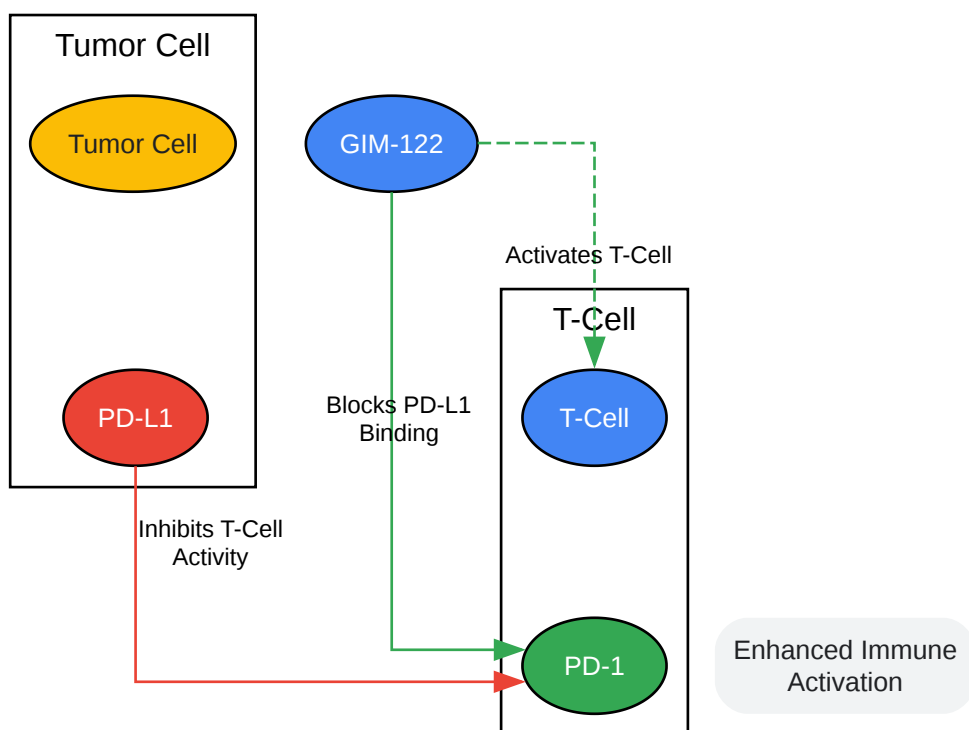 Tumor Cell
Tumor Cell
GIM-122
Activates T-Cell
T-Cell
PD-L1
Blocks PD-L1
Binding
T-Cell
Inhibits T-Cell
Activity
PD-1
Enhanced Immune
Activation